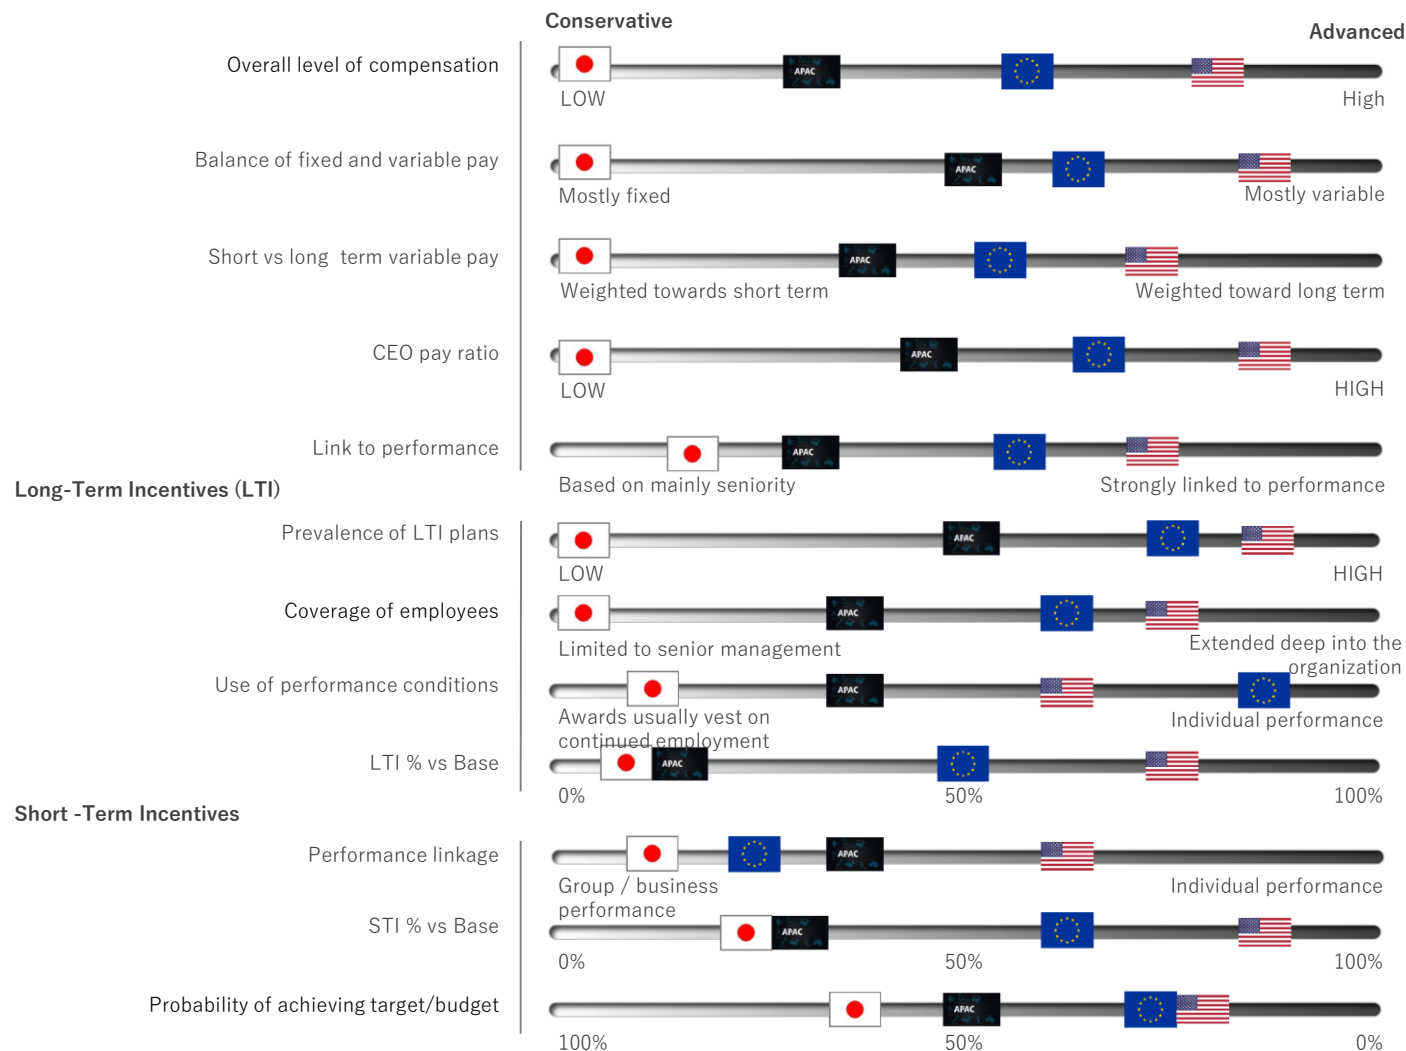 Conservative
Advanced
Overall level of compensation
APAC
LOW
High
Balance of fixed and variable pay
APAC
Mostly fixed
Mostly variable
Short vs long term variable pay
APAC
Weighted towards short term
Weighted toward long term
CEO pay ratio
APAC
LOW
HIGH
Link to performance
APAC
Based on mainly seniority
Strongly linked to performance
Long-Term Incentives (LTI)
Prevalence of LTI plans
APAC
LOW
HIGH
Coverage of employees
APAC
Limited to senior management
Extended deep into the
organization
Use of performance conditions
APAC
Awards usually vest on
continued employment
Individual performance
LTI % vs Base
APAC
0%
50%
100%
Short -Term Incentives
Performance linkage
APAC
Group / business
performance
Individual performance
STI % vs Base
APAC
0%
50%
100%
Probability of achieving target/budget
APAC
100%
50%
0%